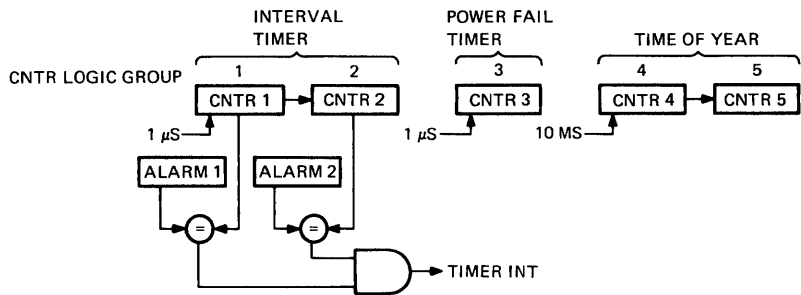 INTERVAL TIMER
POWER FAIL TIMER
TIME OF YEAR
CNTR LOGIC GROUP 1 2 3 4 5
CNTR 1 CNTR 2 CNTR 3 CNTR 4 CNTR 5
1 μS 1 μS 10 MS
ALARM 1 ALARM 2
= =
TIMER INT